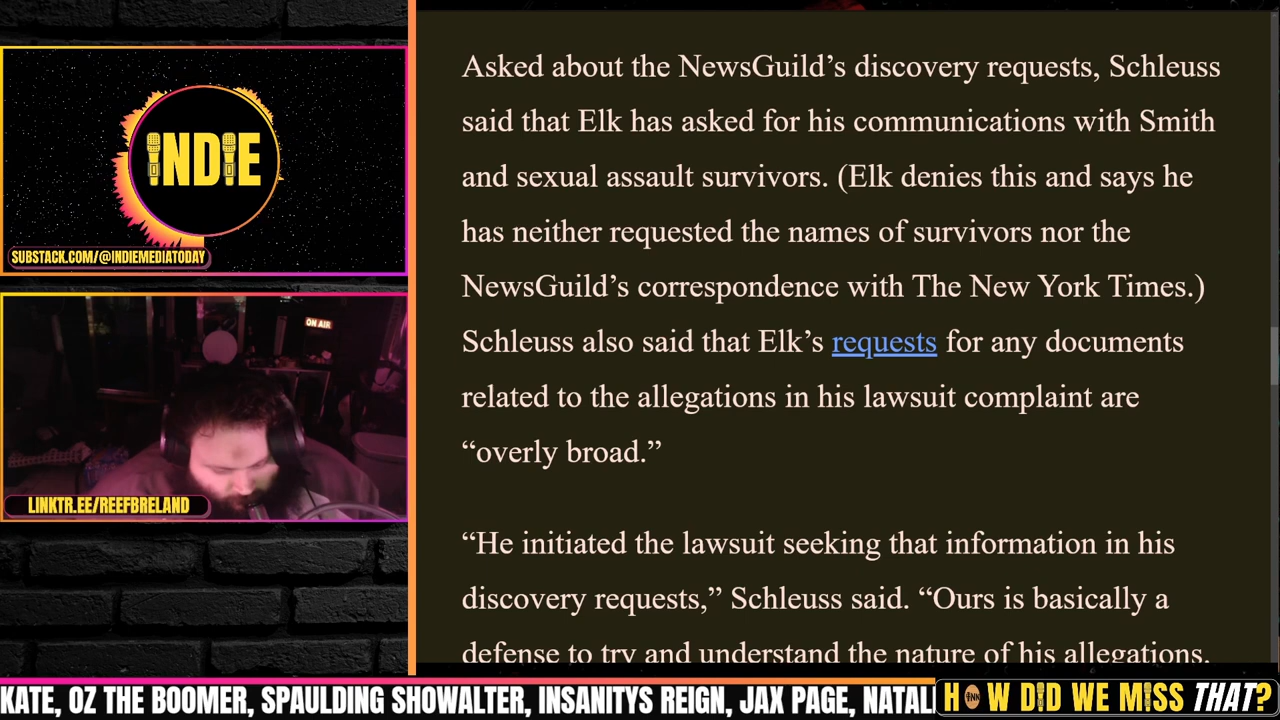 INDIE
SUBSTACK.COM/@INDIEMEDIATODAY
ON AIR
LINKTR.EE/REEFBRELAND
Asked about the NewsGuild’s discovery requests, Schleuss
said that Elk has asked for his communications with Smith
and sexual assault survivors. (Elk denies this and says he
has neither requested the names of survivors nor the
NewsGuild’s correspondence with The New York Times.)
Schleuss also said that Elk’s requests for any documents
related to the allegations in his lawsuit complaint are
“overly broad.”
“He initiated the lawsuit seeking that information in his
discovery requests,” Schleuss said. “Ours is basically a
defense to try and understand the nature of his allegations.
KATE, OZ THE BOOMER, SPAULDING SHOWALTER, INSANITYS REIGN, JAX PAGE, NATAL
HOW DID WE MISS THAT?